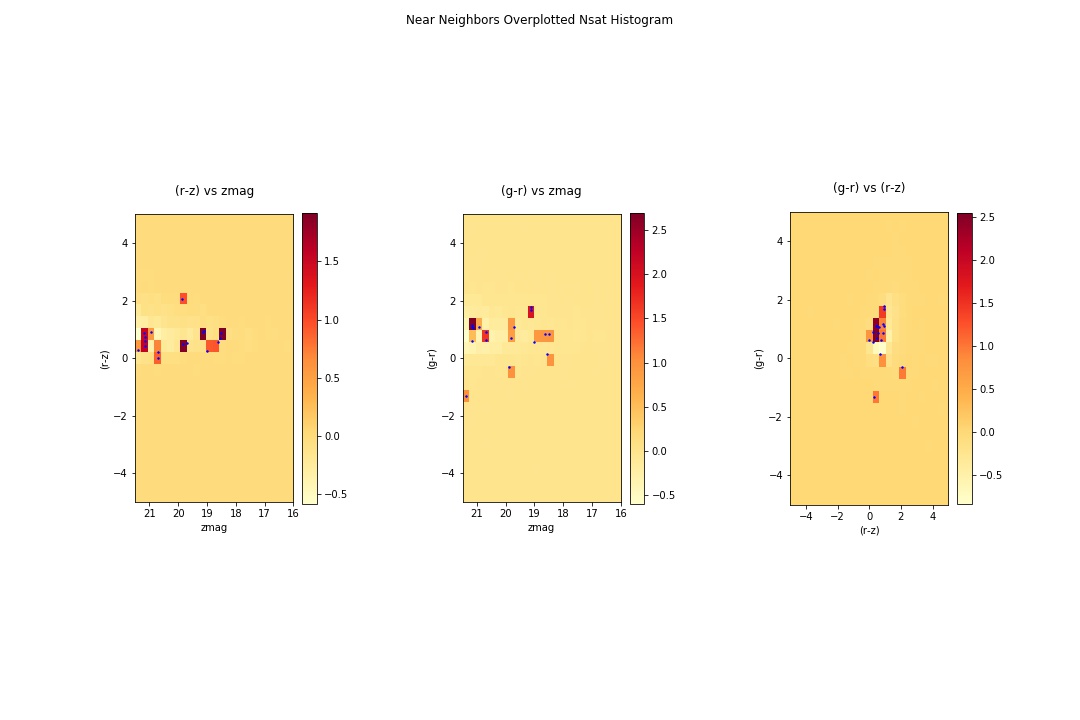 Near Neighbors Overplotted Nsat Histogram
(r-z) vs zmag
(r-z)
4
2
0
−2
−4
21 20 19 18 17 16
zmag
1.5
1.0
0.5
0.0
−0.5
(g-r) vs zmag
(g-r)
4
2
0
−2
−4
21 20 19 18 17 16
zmag
2.5
2.0
1.5
1.0
0.5
0.0
−0.5
(g-r) vs (r-z)
(g-r)
4
2
0
−2
−4
−4 −2 0 2 4
(r-z)
2.5
2.0
1.5
1.0
0.5
0.0
−0.5